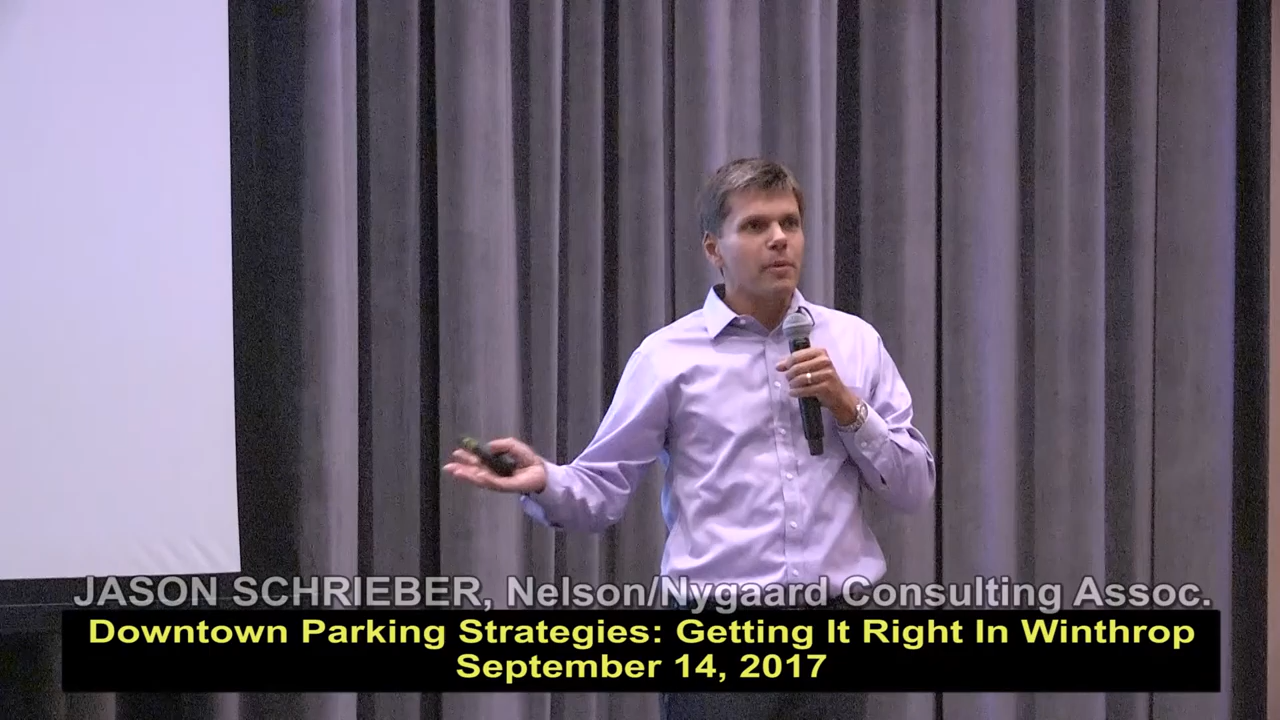 JASON SCHRIEBER, Nelson/Nygaard Consulting Assoc.
Downtown Parking Strategies: Getting It Right In Winthrop
September 14, 2017